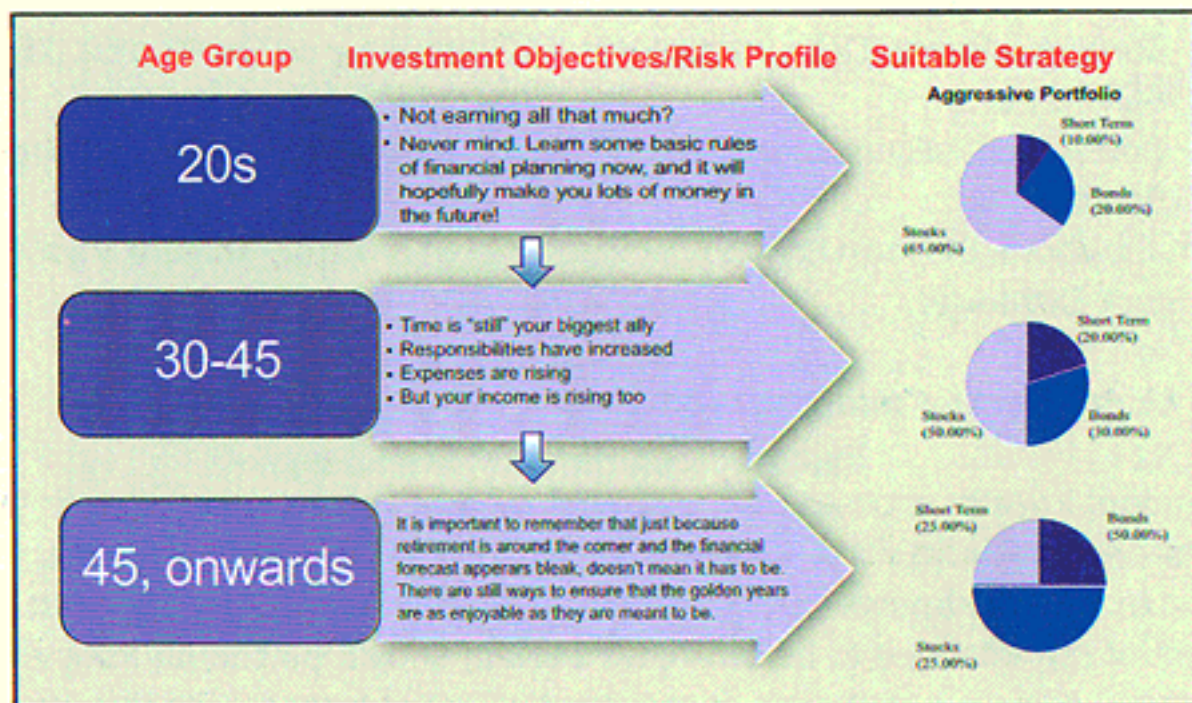 Age Group
Investment Objectives/Risk Profile
Suitable Strategy
Aggressive Portfolio
20s
• Not earning all that much?
• Never mind. Learn some basic rules
of financial planning now, and it will
hopefully make you lots of money in
the future!
Short Term
(10.00%)
Bonds
(20.00%)
Stocks
(65.00%)
30-45
• Time is "still" your biggest ally
• Responsibilities have increased
• Expenses are rising
• But your income is rising too
Short Term
(20.00%)
Stocks
(50.00%)
Bonds
(30.00%)
45, onwards
It is important to remember that just because
retirement is around the corner and the financial
forecast apperars bleak, doesn't mean it has to be.
There are still ways to ensure that the golden years
are as enjoyable as they are meant to be.
Short Term
(25.00%)
Bonds
(50.00%)
Stocks
(25.00%)